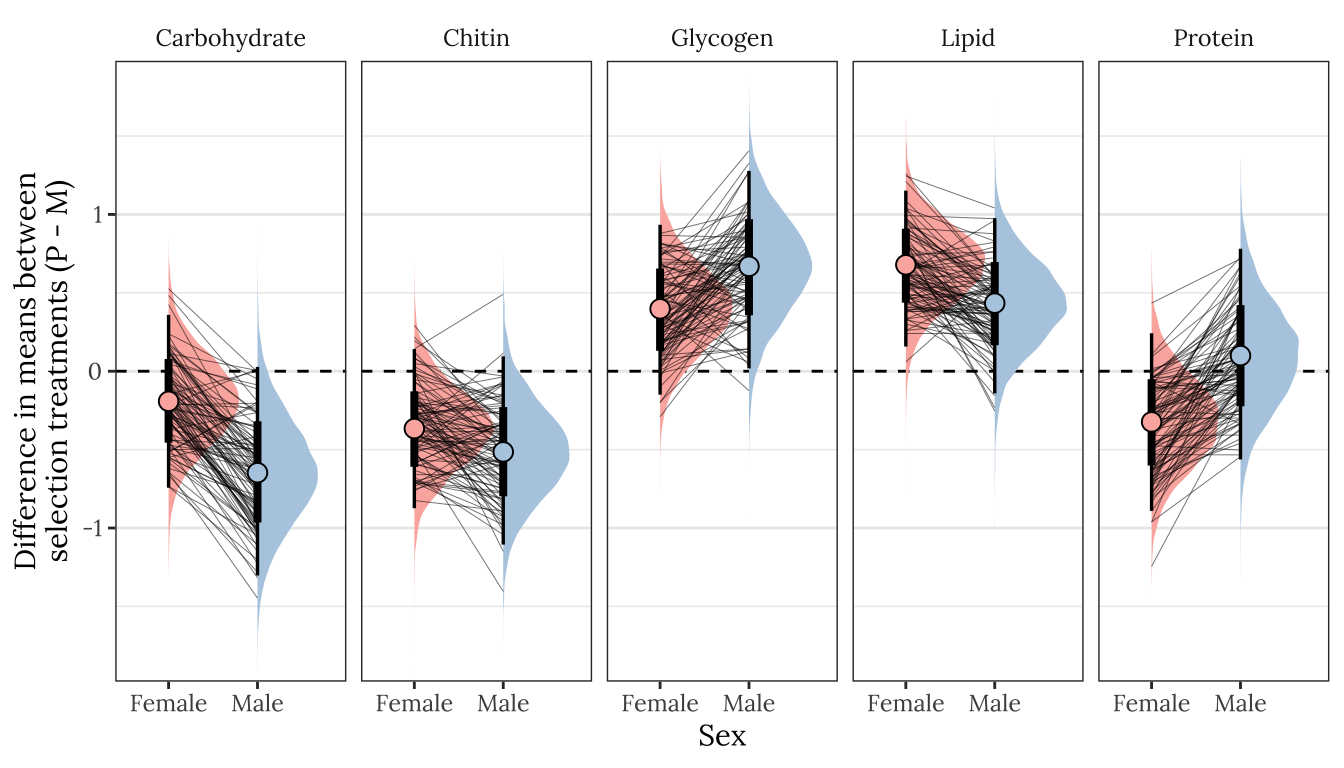 Carbohydrate Chitin Glycogen Lipid Protein
Difference in means between
selection treatments (P - M)
1
0
-1
Female Male Female Male Female Male Female Male Female Male
Sex